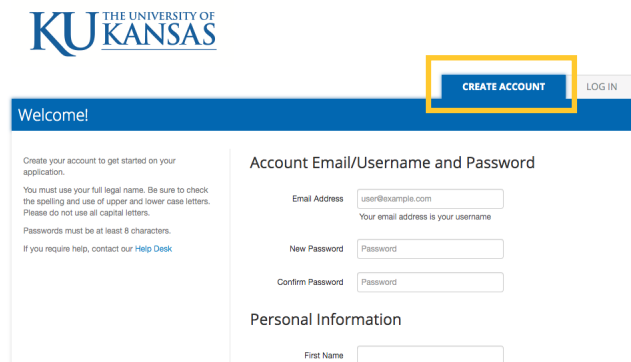 KU THE UNIVERSITY OF
KANSAS
CREATE ACCOUNT
LOG IN
Welcome!
Create your account to get started on your
application.
You must use your full legal name. Be sure to check
the spelling and use of upper and lower case letters.
Please do not use all capital letters.
Passwords must be at least 8 characters.
If you require help, contact our Help Desk
Account Email/Username and Password
Email Address user@example.com
Your email address is your username
New Password Password
Confirm Password Password
Personal Information
First Name